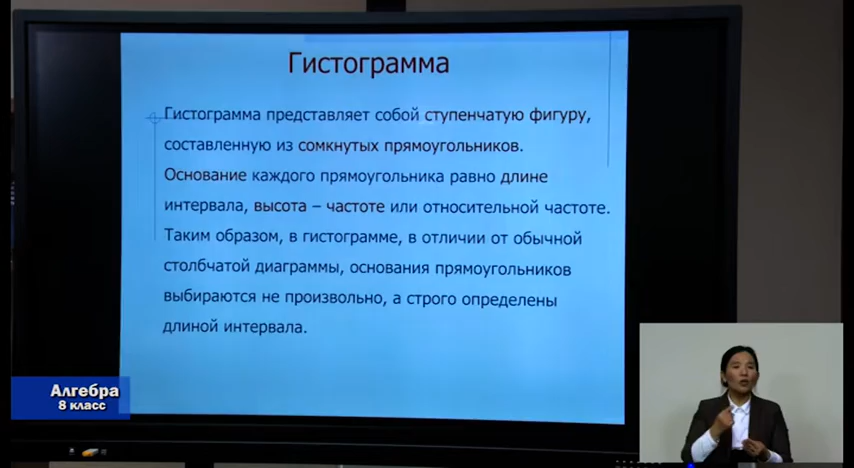 Гистограмма
Гистограмма представляет собой ступенчатую фигуру,
составленную из сомкнутых прямоугольников.
Основание каждого прямоугольника равно длине
интервала, высота – частоте или относительной частоте.
Таким образом, в гистограмме, в отличии от обычной
столбчатой диаграммы, основания прямоугольников
выбираются не произвольно, а строго определены
длиной интервала.
Алгебра
8 класс